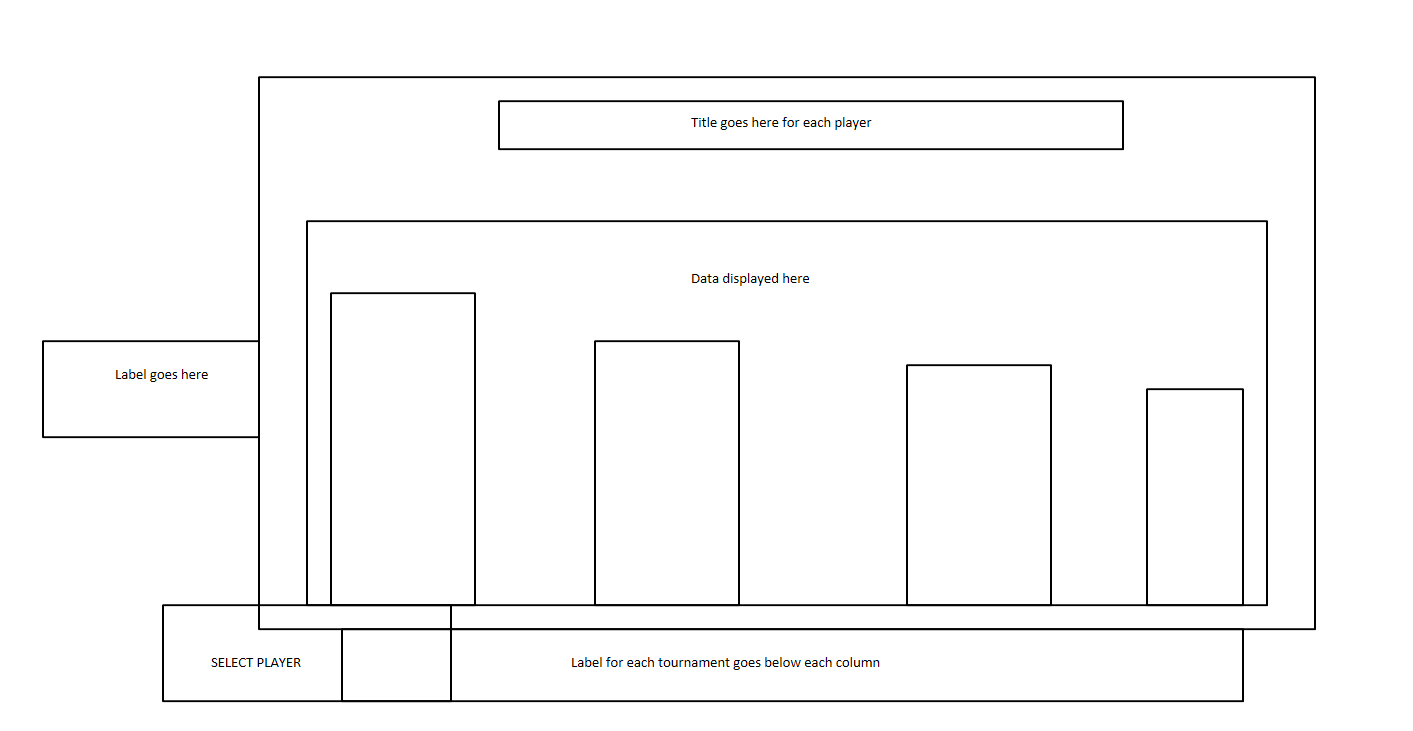 Title goes here for each player
Data displayed here
Label goes here
SELECT PLAYER
Label for each tournament goes below each column